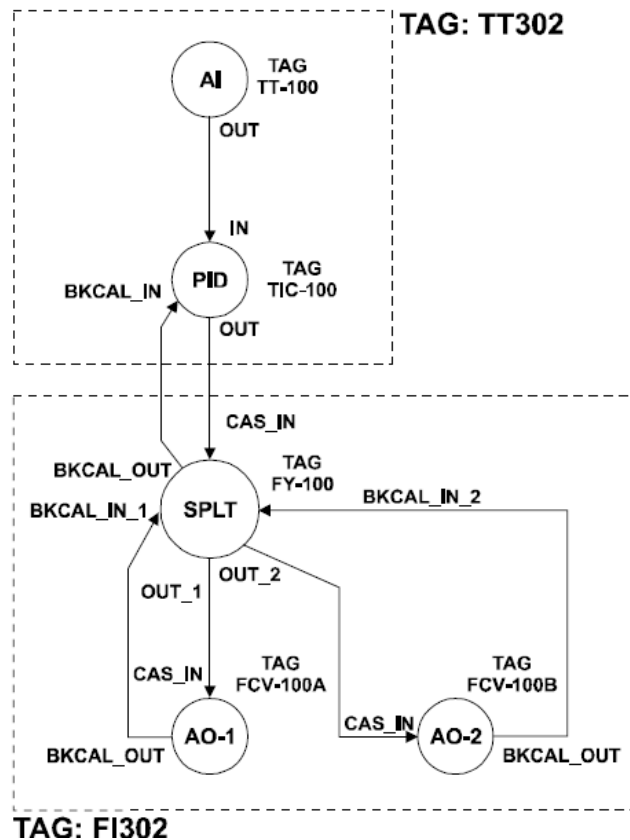 TAG: TT302
AI
TAG
TT-100
OUT
IN
BKCAL_IN
PID
TAG
TIC-100
OUT
CAS_IN
BKCAL_OUT
TAG
FY-100
BKCAL_IN_1
SPLT
BKCAL_IN_2
OUT_1
OUT_2
CAS_IN
TAG
FCV-100A
TAG
FCV-100B
CAS_IN
AO-1
AO-2
BKCAL_OUT
BKCAL_OUT
TAG: FI302